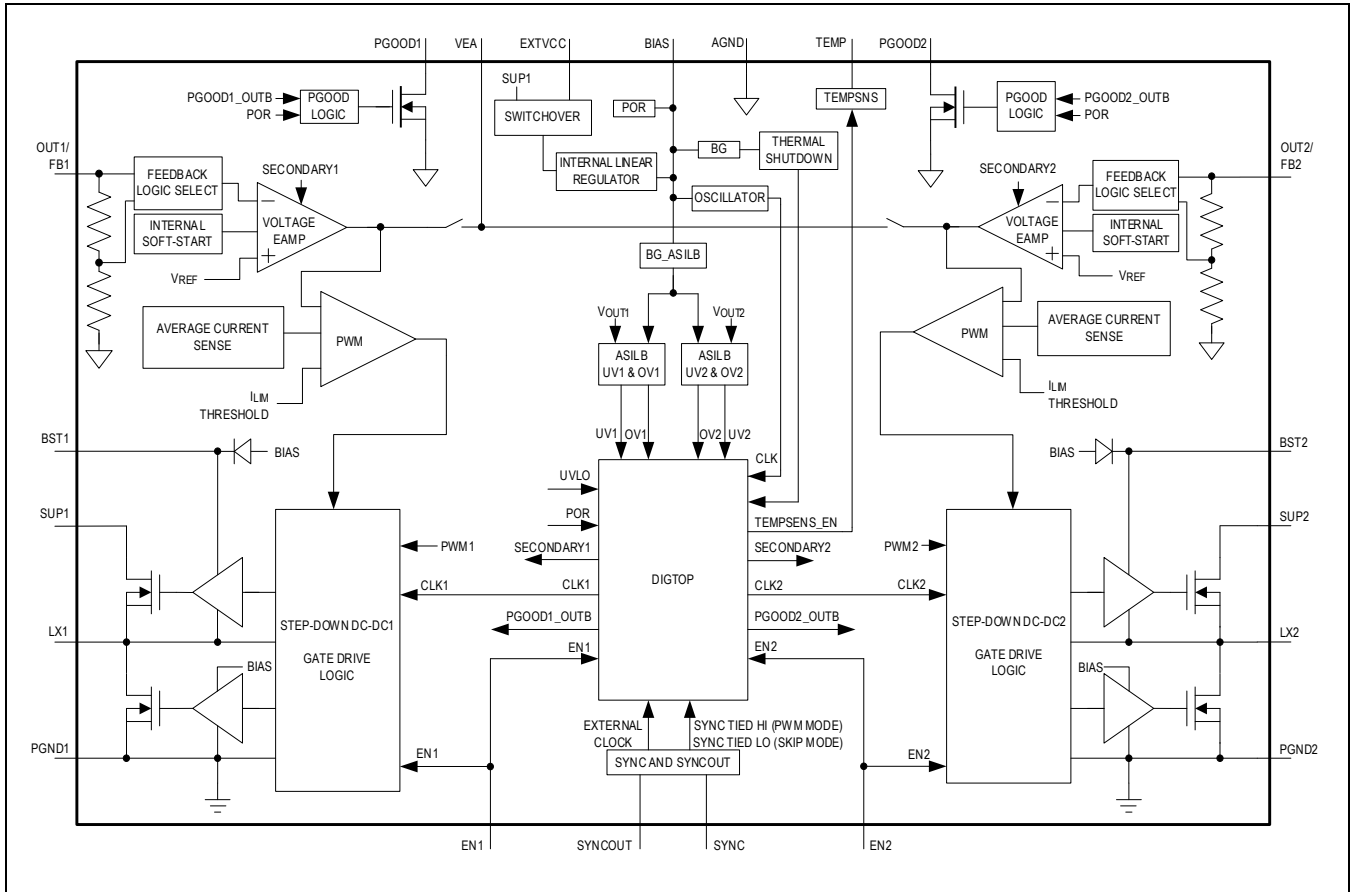 PGOOD1
VEA
EXTVCC
BIAS
AGND
TEMP
PGOOD2
SUP1
PGOOD1_OUTB
POR
PGOOD
LOGIC
SWITCHOVER
POR
TEMPSNS
PGOOD
LOGIC
PGOOD2_OUTB
POR
OUT1/
FB1
FEEDBACK
LOGIC SELECT
SECONDARY1
INTERNAL LINEAR
REGULATOR
BG
THERMAL
SHUTDOWN
SECONDARY2
FEEDBACK
LOGIC SELECT
OUT2/
FB2
INTERNAL
SOFT-START
−
VOLTAGE
EAMP
+
OSCILLATOR
−
VOLTAGE
EAMP
+
INTERNAL
SOFT-START
VREF
BG_ASILB
VREF
AVERAGE CURRENT
SENSE
PWM
VOUT1
VOUT2
PWM
AVERAGE CURRENT
SENSE
ASILB
UV1 & OV1
ASILB
UV2 & OV2
ILIM
THRESHOLD
ILIM
THRESHOLD
UV1
OV1
OV2
UV2
BST1
BIAS
CLK
BIAS
BST2
UVLO
SUP1
POR
TEMPSENS_EN
SUP2
PWM1
SECONDARY1
SECONDARY2
PWM2
CLK1
CLK1
DIGTOP
CLK2
CLK2
STEP-DOWN DC-DC1
GATE DRIVE
LOGIC
STEP-DOWN DC-DC2
GATE DRIVE
LOGIC
LX1
PGOOD1_OUTB
PGOOD2_OUTB
LX2
BIAS
EN1
EN2
BIAS
EXTERNAL
CLOCK
SYNC TIED HI (PWM MODE)
SYNC TIED LO (SKIP MODE)
PGND1
EN1
SYNC AND SYNCOUT
EN2
PGND2
EN1
SYNCOUT
SYNC
EN2